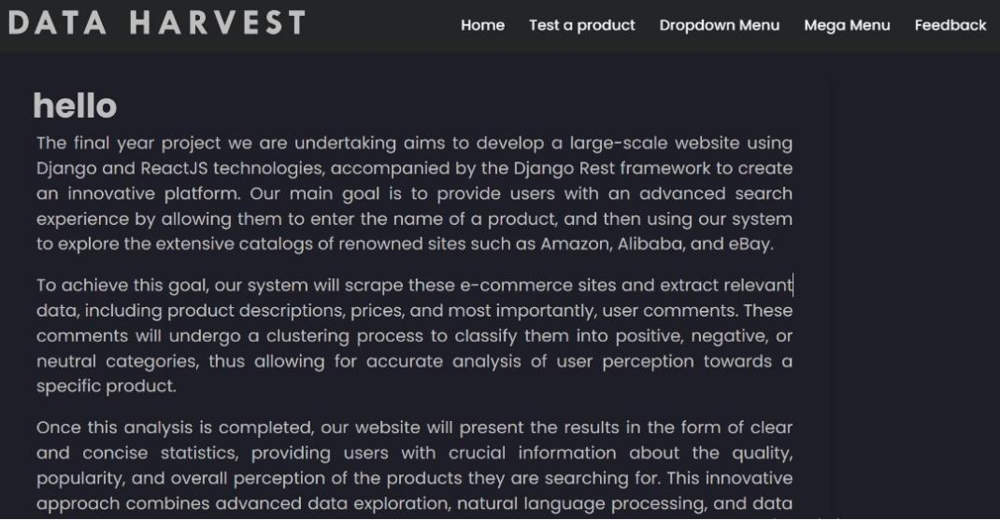 DATA HARVEST
Home Test a product Dropdown Menu Mega Menu Feedback
hello
The final year project we are undertaking aims to develop a large-scale website using
Django and ReactJS technologies, accompanied by the Django Rest framework to create
an innovative platform. Our main goal is to provide users with an advanced search
experience by allowing them to enter the name of a product, and then using our system
to explore the extensive catalogs of renowned sites such as Amazon, Alibaba, and eBay.
To achieve this goal, our system will scrape these e-commerce sites and extract relevant
data, including product descriptions, prices, and most importantly, user comments. These
comments will undergo a clustering process to classify them into positive, negative, or
neutral categories, thus allowing for accurate analysis of user perception towards a
specific product.
Once this analysis is completed, our website will present the results in the form of clear
and concise statistics, providing users with crucial information about the quality,
popularity, and overall perception of the products they are searching for. This innovative
approach combines advanced data exploration, natural language processing, and data